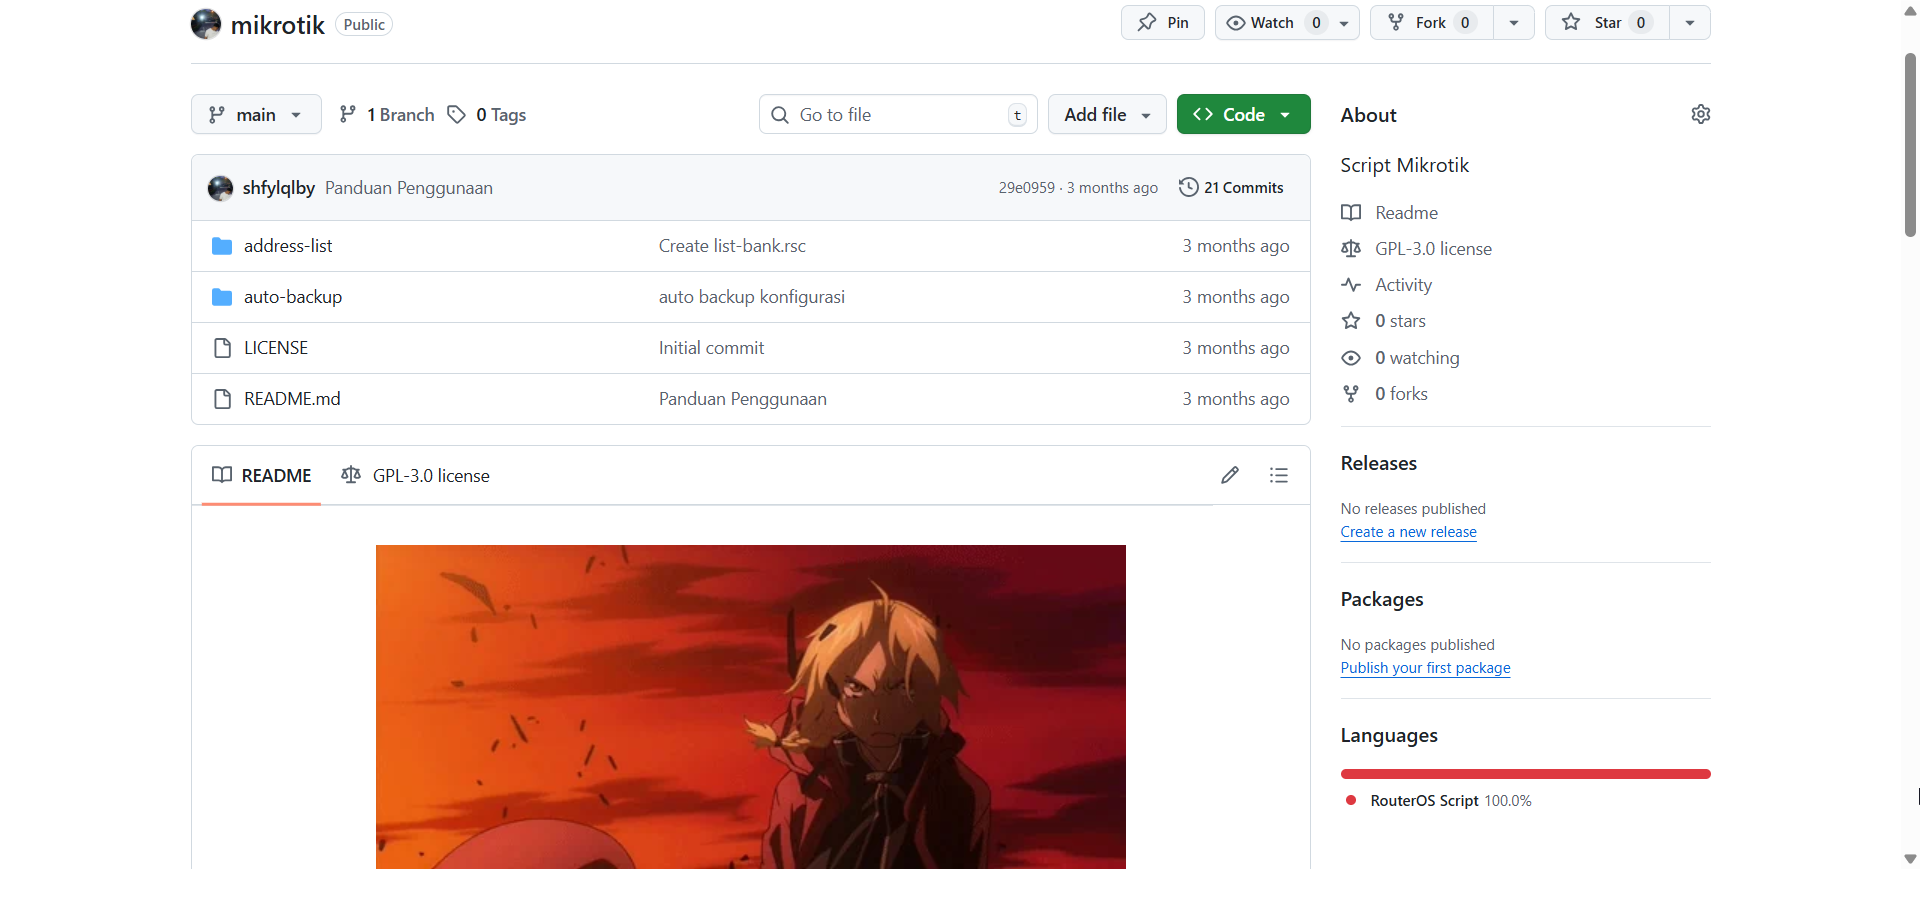 mikrotik Public Pin Watch 0 Fork 0 Star 0
main 1 Branch 0 Tags Go to file t Add file Code
shfylqlby Panduan Penggunaan 29e0959 · 3 months ago 21 Commits
address-list Create list-bank.rsc 3 months ago
auto-backup auto backup konfigurasi 3 months ago
LICENSE Initial commit 3 months ago
README.md Panduan Penggunaan 3 months ago
README GPL-3.0 license
About
Script Mikrotik
Readme
GPL-3.0 license
Activity
0 stars
0 watching
0 forks
Releases
No releases published
Create a new release
Packages
No packages published
Publish your first package
Languages
RouterOS Script 100.0%